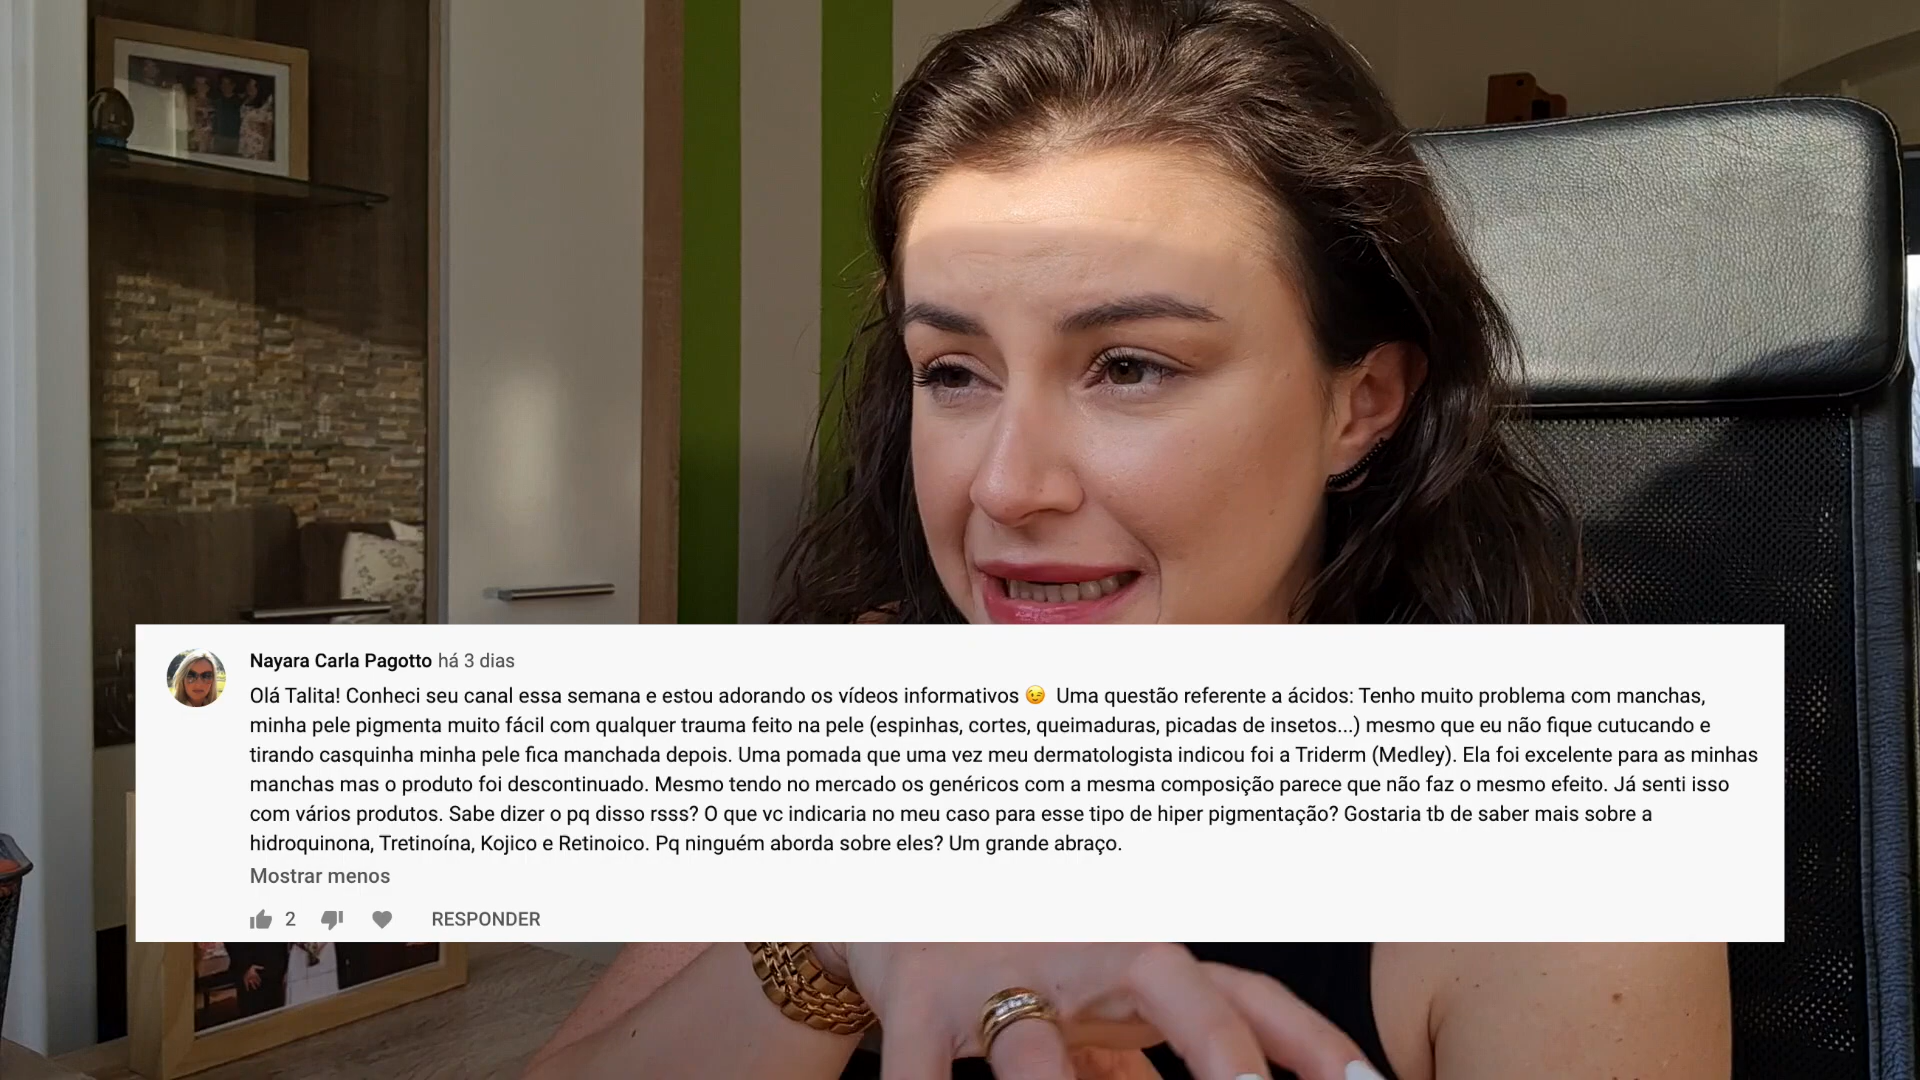 Nayara Carla Pagotto há 3 dias
Olá Talita! Conheci seu canal essa semana e estou adorando os vídeos informativos 😉 Uma questão referente a ácidos: Tenho muito problema com manchas,
minha pele pigmenta muito fácil com qualquer trauma feito na pele (espinhas, cortes, queimaduras, picadas de insetos...) mesmo que eu não fique cutucando e
tirando casquinha minha pele fica manchada depois. Uma pomada que uma vez meu dermatologista indicou foi a Triderm (Medley). Ela foi excelente para as minhas
manchas mas o produto foi descontinuado. Mesmo tendo no mercado os genéricos com a mesma composição parece que não faz o mesmo efeito. Já senti isso
com vários produtos. Sabe dizer o pq disso rsss? O que vc indicaria no meu caso para esse tipo de hiper pigmentação? Gostaria tb de saber mais sobre a
hidroquinona, Tretinoína, Kojico e Retinoico. Pq ninguém aborda sobre eles? Um grande abraço.
Mostrar menos
2 RESPONDER